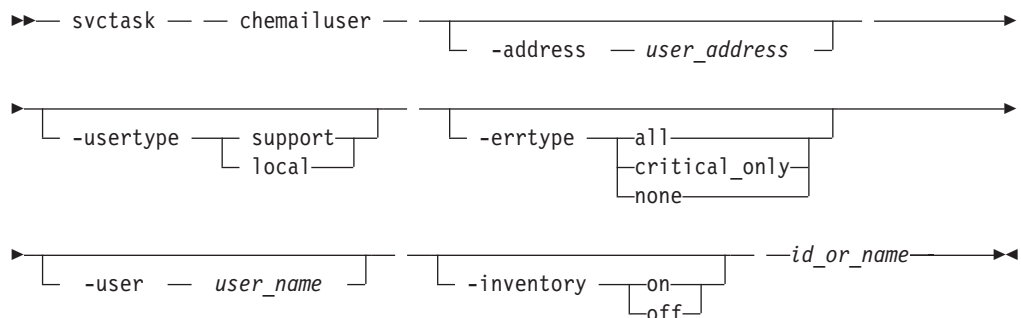 svctask chemailuser
-address user_address
-usertype support -errtype all
local critical_only
none
-user user_name -inventory on id_or_name
off